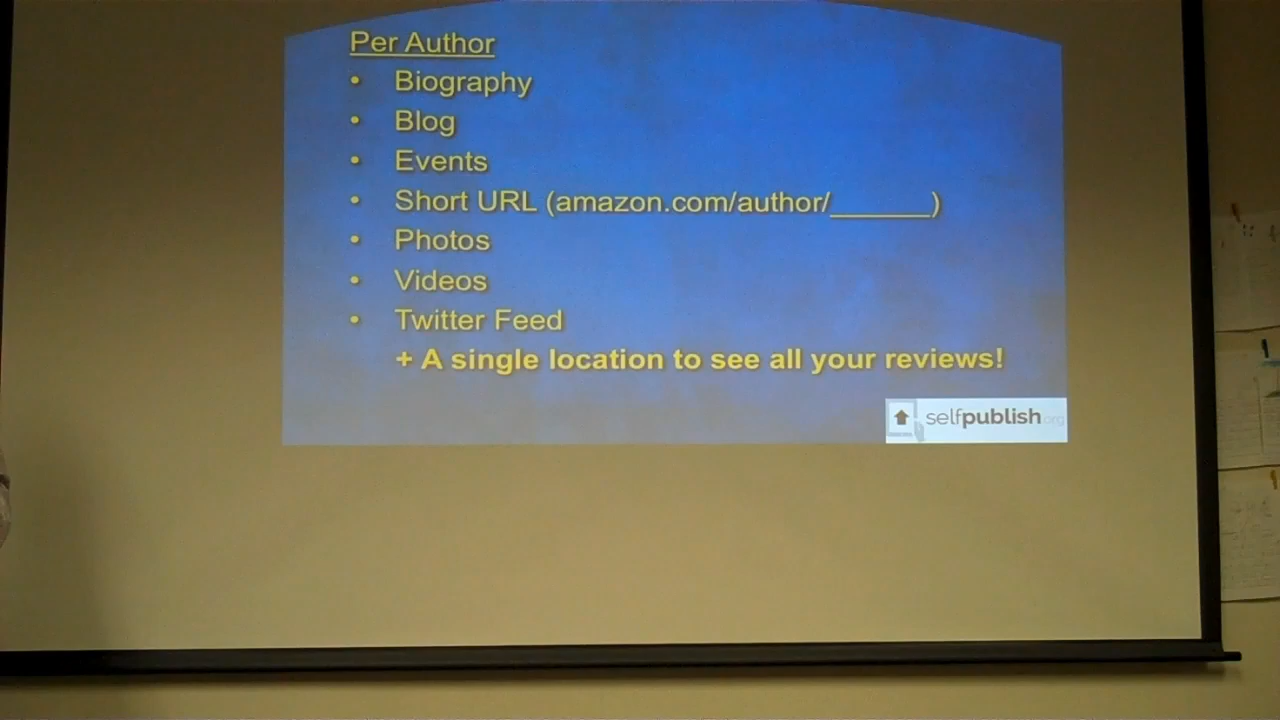 Per Author
• Biography
• Blog
• Events
• Short URL (amazon.com/author/_______)
• Photos
• Videos
• Twitter Feed
+ A single location to see all your reviews!
selfpublish.org